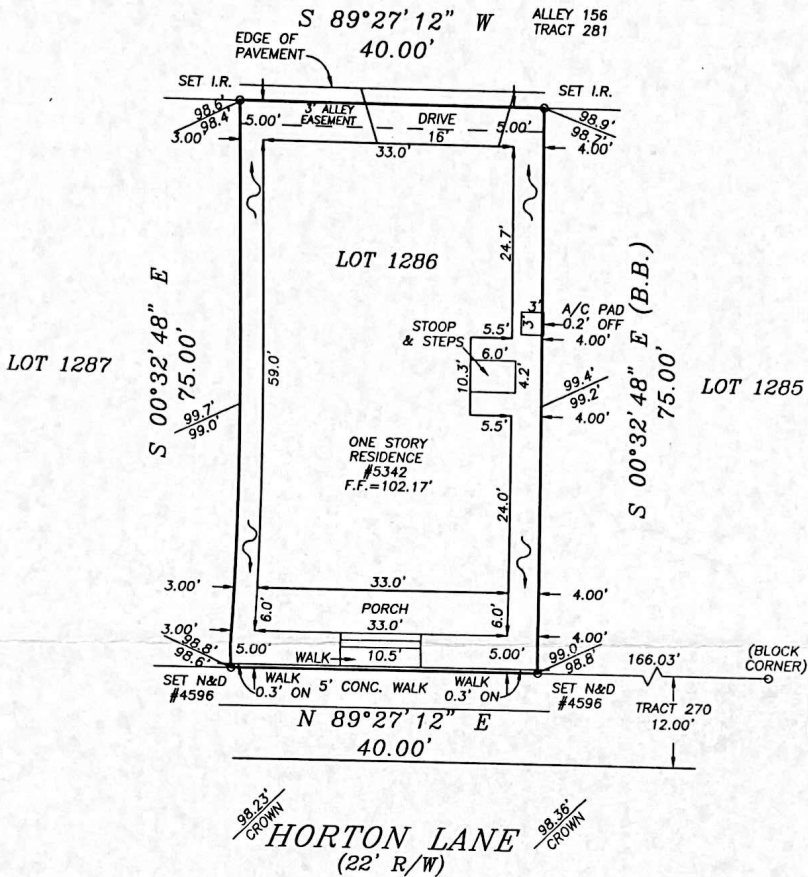 S 89°27'12" W
40.00'
ALLEY 156
TRACT 281
EDGE OF
PAVEMENT
SET I.R.
SET I.R.
98.6'
98.4'
3' ALLEY
EASEMENT
5.00'
DRIVE
16'
5.00'
98.9'
98.7'
3.00'
33.0'
4.00'
LOT 1286
24.7'
S 00°32'48" E
75.00'
LOT 1287
59.0'
STOOP
& STEPS
5.5'
6.0'
10.3'
4.2'
5.5'
3'
3'
A/C PAD
0.2' OFF
4.00'
99.4'
99.2'
4.00'
S 00°32'48" E (B.B.)
75.00'
LOT 1285
99.7'
99.0'
ONE STORY
RESIDENCE
#5342
F.F.=102.17'
24.0'
3.00'
33.0'
4.00'
PORCH
6.0'
33.0'
6.0'
3.00'
4.00'
98.8'
98.6'
5.00'
WALK
10.5'
5.00'
99.0'
98.8'
166.03'
(BLOCK
CORNER)
SET N&D
#4596
WALK
0.3' ON
5' CONC. WALK
WALK
0.3' ON
SET N&D
#4596
TRACT 270
12.00'
N 89°27'12" E
40.00'
98.23'
CROWN
98.36'
CROWN
HORTON LANE
(22' R/W)